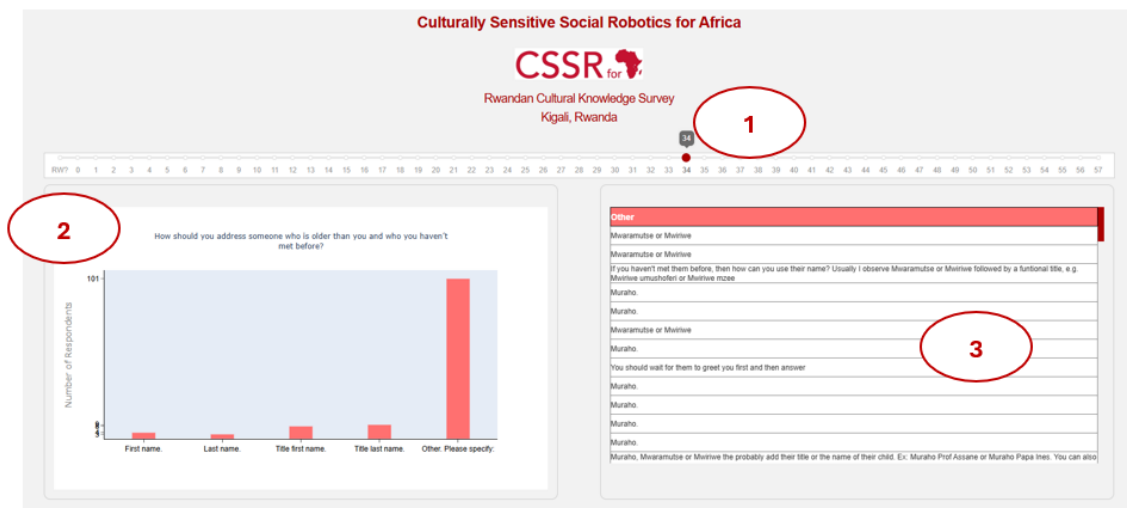 Culturally Sensitive Social Robotics for Africa
CSSR for
Rwandan Cultural Knowledge Survey
Kigali, Rwanda
1
34
RW? 0 1 2 3 4 5 6 7 8 9 10 11 12 13 14 15 16 17 18 19 20 21 22 23 24 25 26 27 28 29 30 31 32 33 34 35 36 37 38 39 40 41 42 43 44 45 46 47 48 49 50 51 52 53 54 55 56 57
2
How should you address someone who is older than you and who you haven't
met before?
101
Number of Respondents
First name.
Last name.
Title first name.
Title last name.
Other. Please specify:
Other
Mwaramutse or Mwiriwe
Mwaramutse or Mwiriwe
If you haven't met them before, then how can you use their name? Usually I observe Mwaramutse or Mwiriwe followed by a funtional title, e.g.
Mwiriwe umushoferi or Mwiriwe mzee
Muraho.
Muraho.
Mwaramutse or Mwiriwe
Muraho.
3
You should wait for them to greet you first and then answer
Muraho.
Muraho.
Muraho.
Muraho.
Muraho, Mwaramutse or Mwiriwe the probably add their title or the name of their child. Ex: Muraho Prof Assane or Muraho Papa Ines. You can also